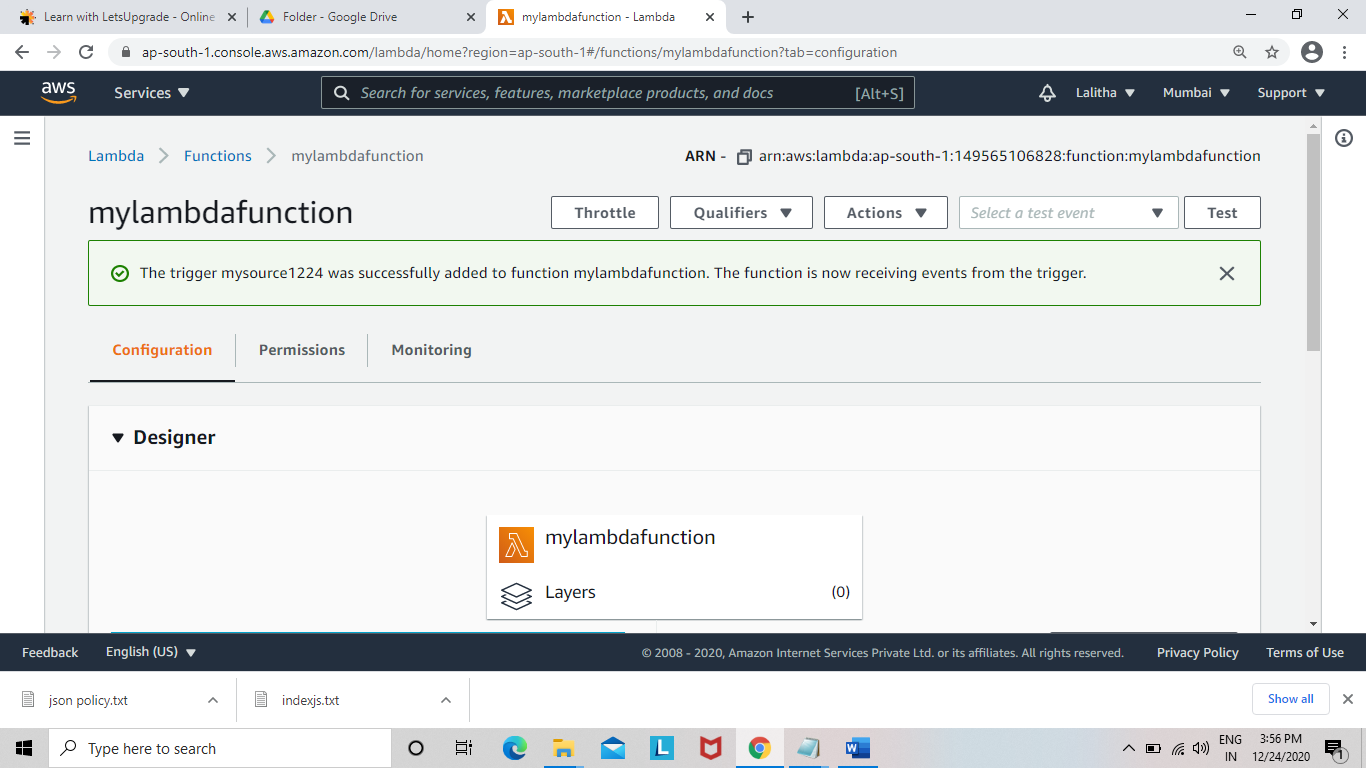 Learn with LetsUpgrade - Online
Folder - Google Drive
mylambdafunction - Lambda
ap-south-1.console.aws.amazon.com/lambda/home?region=ap-south-1#/functions/mylambdafunction?tab=configuration
aws
Services
Search for services, features, marketplace products, and docs
[Alt+S]
Lalitha
Mumbai
Support
Lambda
Functions
mylambdafunction
ARN - arn:aws:lambda:ap-south-1:149565106828:function:mylambdafunction
mylambdafunction
Throttle
Qualifiers
Actions
Select a test event
Test
The trigger mysource1224 was successfully added to function mylambdafunction. The function is now receiving events from the trigger.
Configuration
Permissions
Monitoring
Designer
mylambdafunction
Layers
(0)
Feedback
English (US)
© 2008 - 2020, Amazon Internet Services Private Ltd. or its affiliates. All rights reserved.
Privacy Policy
Terms of Use
json policy.txt
indexjs.txt
Show all
Type here to search
L
W
ENG
IN
3:56 PM
12/24/2020
1